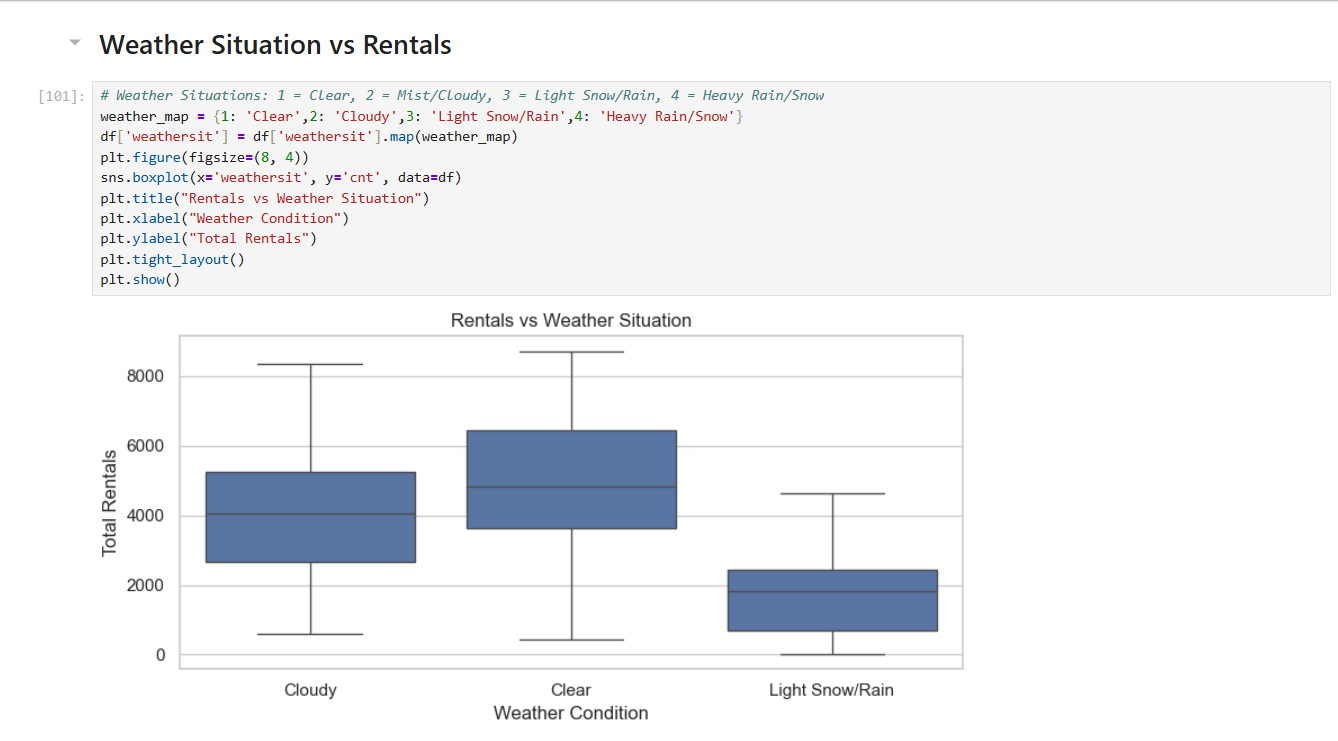 Weather Situation vs Rentals
[101]:
# Weather Situations: 1 = Clear, 2 = Mist/Cloudy, 3 = Light Snow/Rain, 4 = Heavy Rain/Snow
weather_map = {1: 'Clear',2: 'Cloudy',3: 'Light Snow/Rain',4: 'Heavy Rain/Snow'}
df['weathersit'] = df['weathersit'].map(weather_map)
plt.figure(figsize=(8, 4))
sns.boxplot(x='weathersit', y='cnt', data=df)
plt.title("Rentals vs Weather Situation")
plt.xlabel("Weather Condition")
plt.ylabel("Total Rentals")
plt.tight_layout()
plt.show()
Rentals vs Weather Situation
Total Rentals
8000
6000
4000
2000
0
Cloudy Clear Light Snow/Rain
Weather Condition